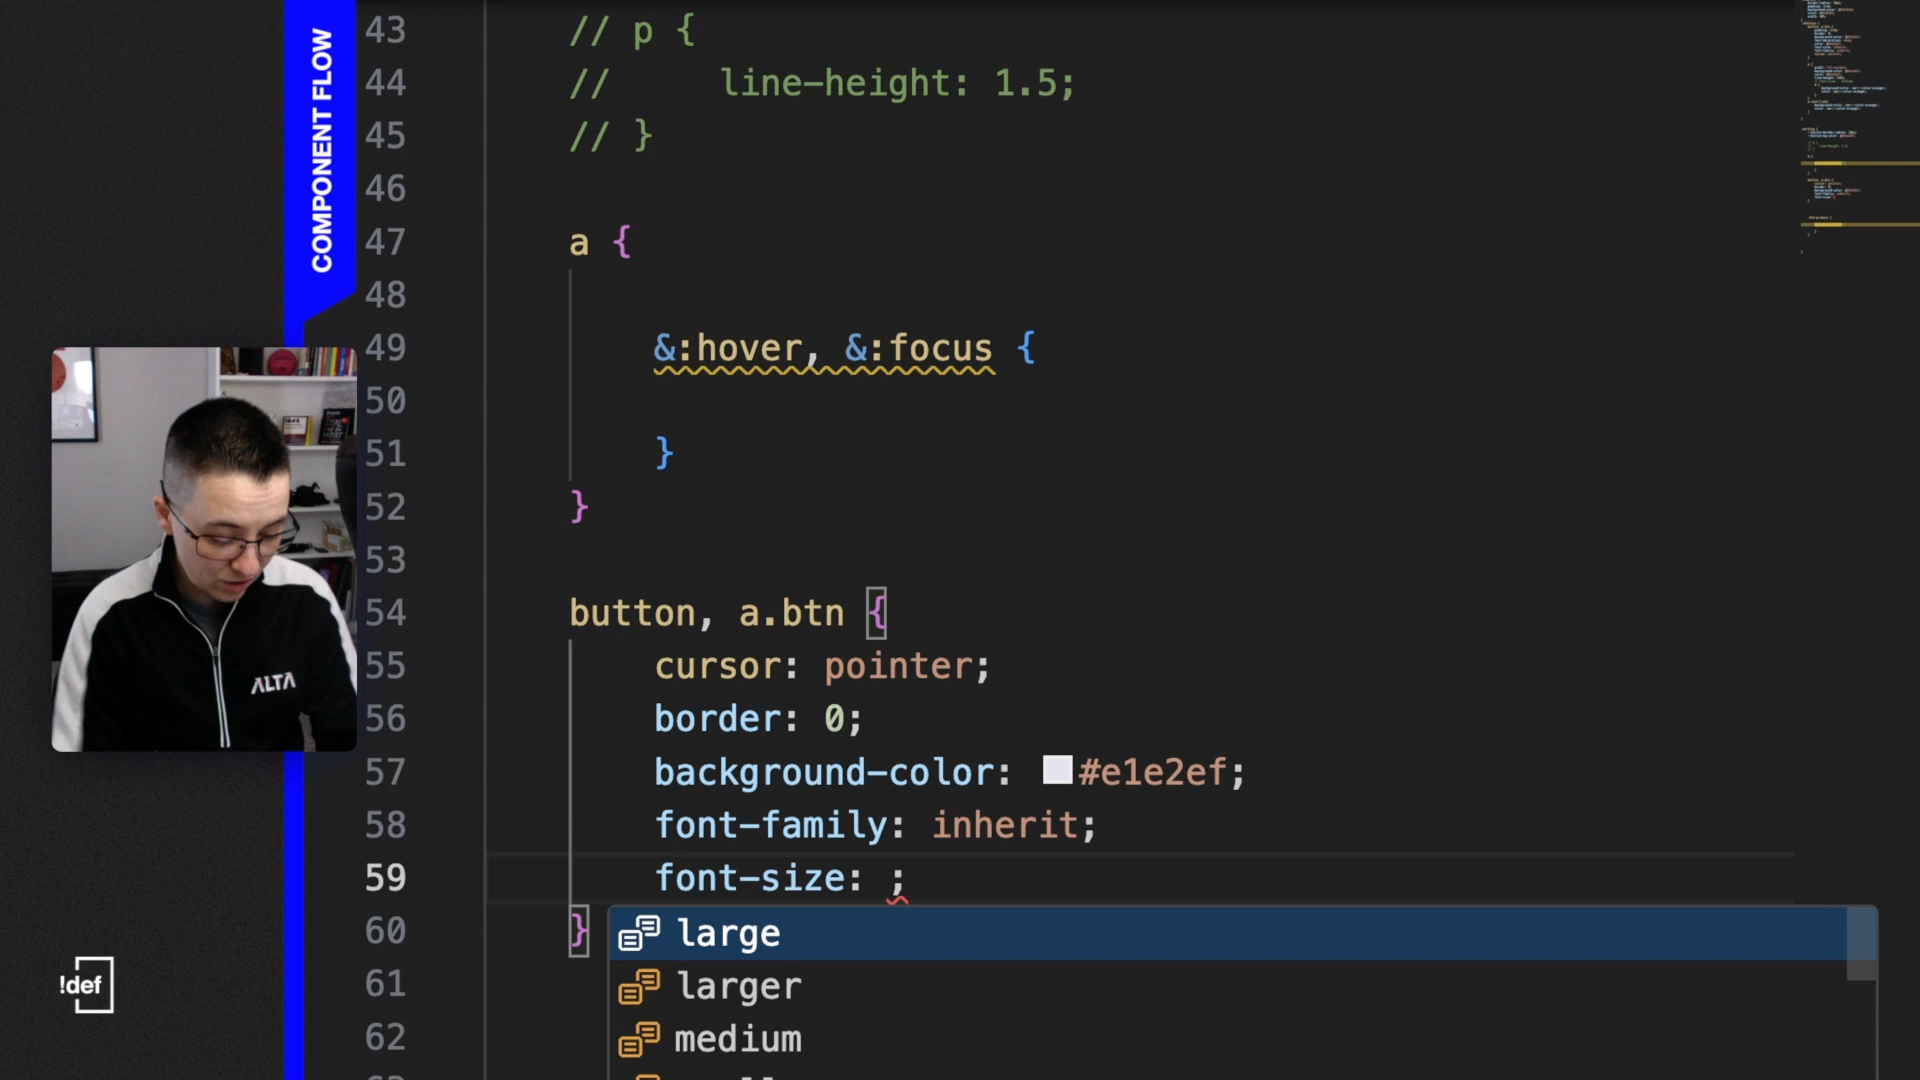 COMPONENT FLOW
43 // p {
44 // line-height: 1.5;
45 // }
46
47 a {
48
49 &:hover, &:focus {
50
51 }
52 }
53
54 button, a.btn {
55 cursor: pointer;
56 border: 0;
57 background-color: #e1e2ef;
58 font-family: inherit;
59 font-size: ;
60 }
large
61
larger
62
medium
ALTA
!def